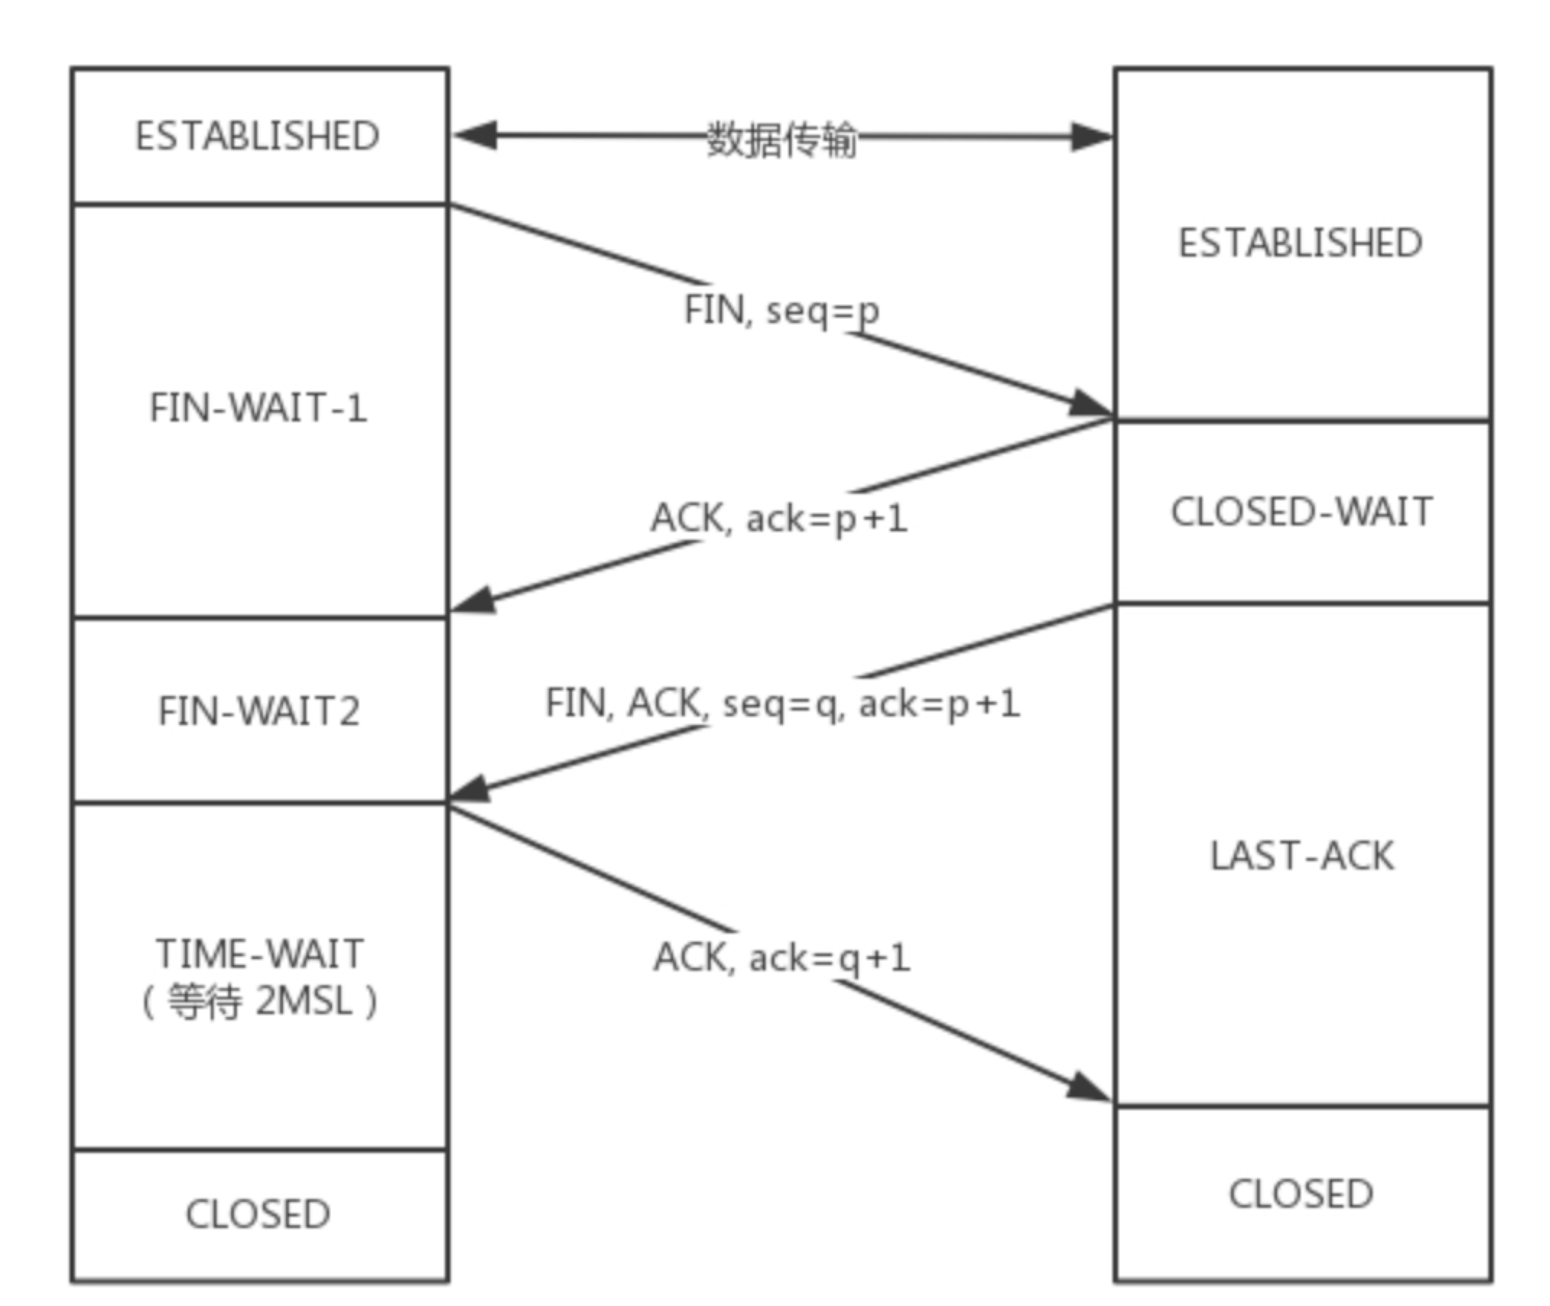 ESTABLISHED
数据传输
ESTABLISHED
FIN, seq=p
FIN-WAIT-1
ACK, ack=p+1
CLOSED-WAIT
FIN-WAIT2
FIN, ACK, seq=q, ack=p+1
LAST-ACK
TIME-WAIT
（等待 2MSL）
ACK, ack=q+1
CLOSED
CLOSED